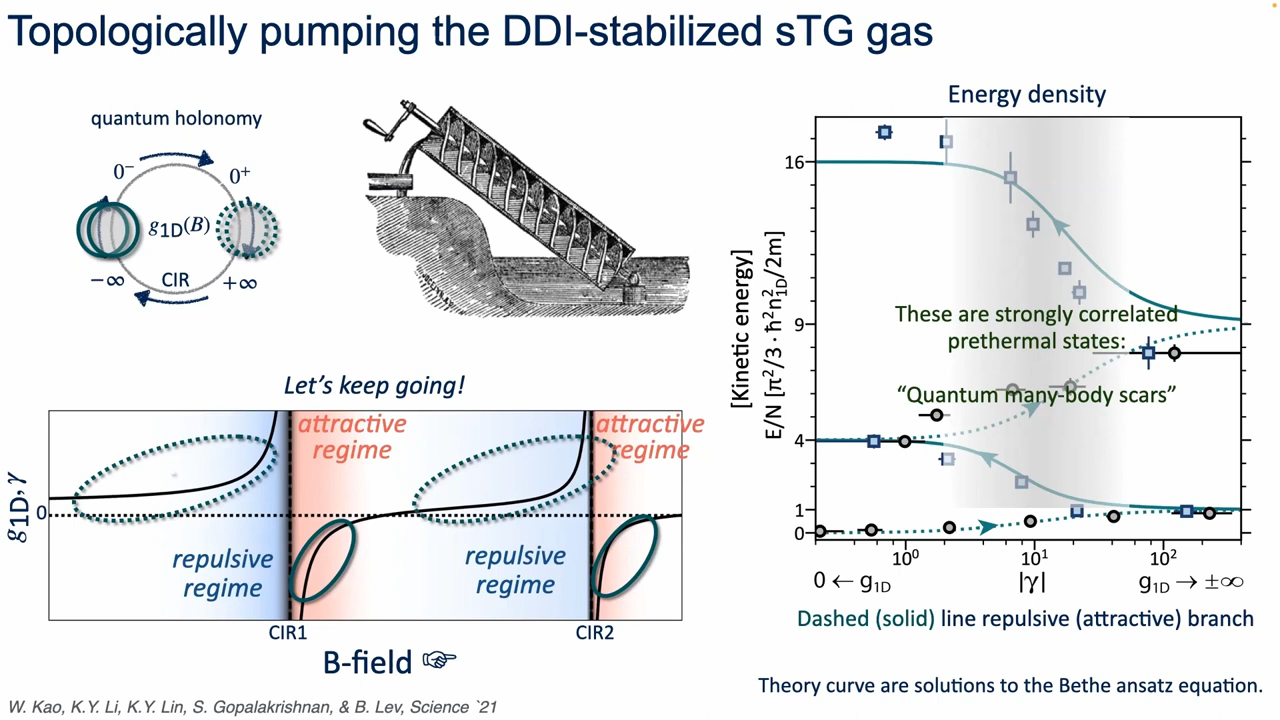 Topologically pumping the DDI-stabilized sTG gas
quantum holonomy
0⁻
0⁺
g1D(B)
−∞
CIR
+∞
Let's keep going!
attractive
regime
attractive
regime
g1D,γ
0
repulsive
regime
repulsive
regime
CIR1
CIR2
B-field ☞
W. Kao, K.Y. Li, K.Y. Lin, S. Gopalakrishnan, & B. Lev, Science `21
Energy density
[Kinetic energy]
E/N [π²/3 · ħ²n²1D/2m]
16
9
4
1
0
These are strongly correlated
prethermal states:
“Quantum many-body scars”
10⁰
10¹
10²
0 ← g1D
|γ|
g1D → ±∞
Dashed (solid) line repulsive (attractive) branch
Theory curve are solutions to the Bethe ansatz equation.